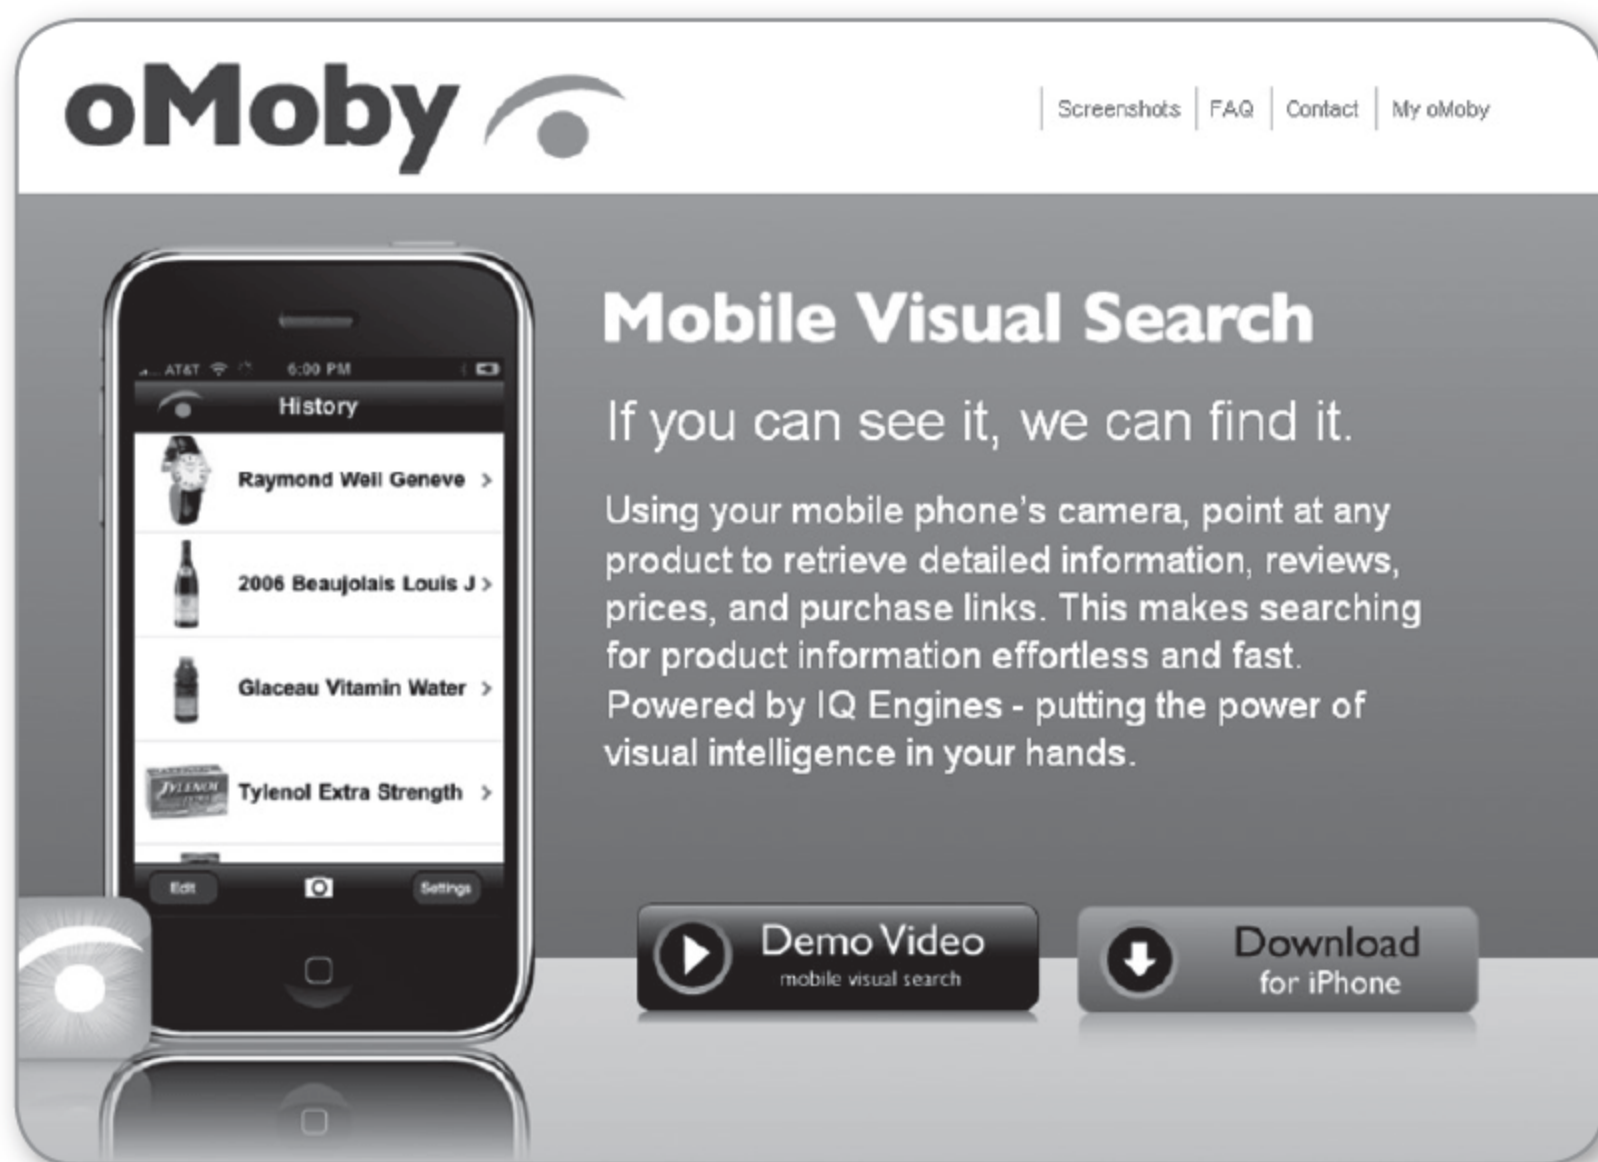 oMoby
Screenshots FAQ Contact My oMoby
AT&T 6:00 PM
History
Raymond Weil Geneve
2006 Beaujolais Louis J
Glaceau Vitamin Water
TYLENOL
Tylenol Extra Strength
Edit Settings
Mobile Visual Search
If you can see it, we can find it.
Using your mobile phone's camera, point at any
product to retrieve detailed information, reviews,
prices, and purchase links. This makes searching
for product information effortless and fast.
Powered by IQ Engines - putting the power of
visual intelligence in your hands.
Demo Video
mobile visual search
Download
for iPhone